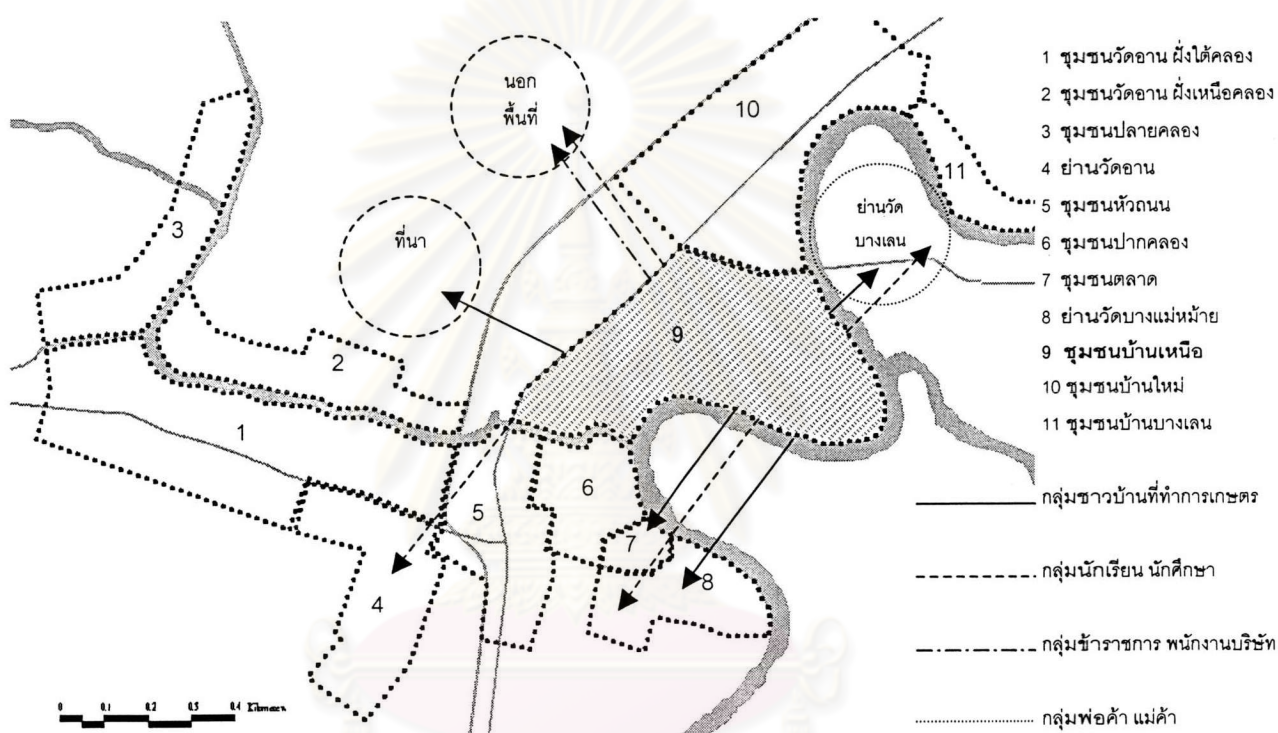 นอก
พื้นที่
ที่นา
ย่านวัด
บางเลน
10
11
3
2
9
1
6
5
7
8
4
1 ชุมชนวัดอาน ฝั่งใต้คลอง
2 ชุมชนวัดอาน ฝั่งเหนือคลอง
3 ชุมชนปลายคลอง
4 ย่านวัดอาน
5 ชุมชนหัวถนน
6 ชุมชนปากคลอง
7 ชุมชนตลาด
8 ย่านวัดบางแม่หม้าย
9 ชุมชนบ้านเหนือ
10 ชุมชนบ้านใหม่
11 ชุมชนบ้านบางเลน
กลุ่มชาวบ้านที่ทำการเกษตร
กลุ่มนักเรียน นักศึกษา
กลุ่มข้าราชการ พนักงานบริษัท
กลุ่มพ่อค้า แม่ค้า
0 0.1 0.2 0.3 0.4 Kilometers